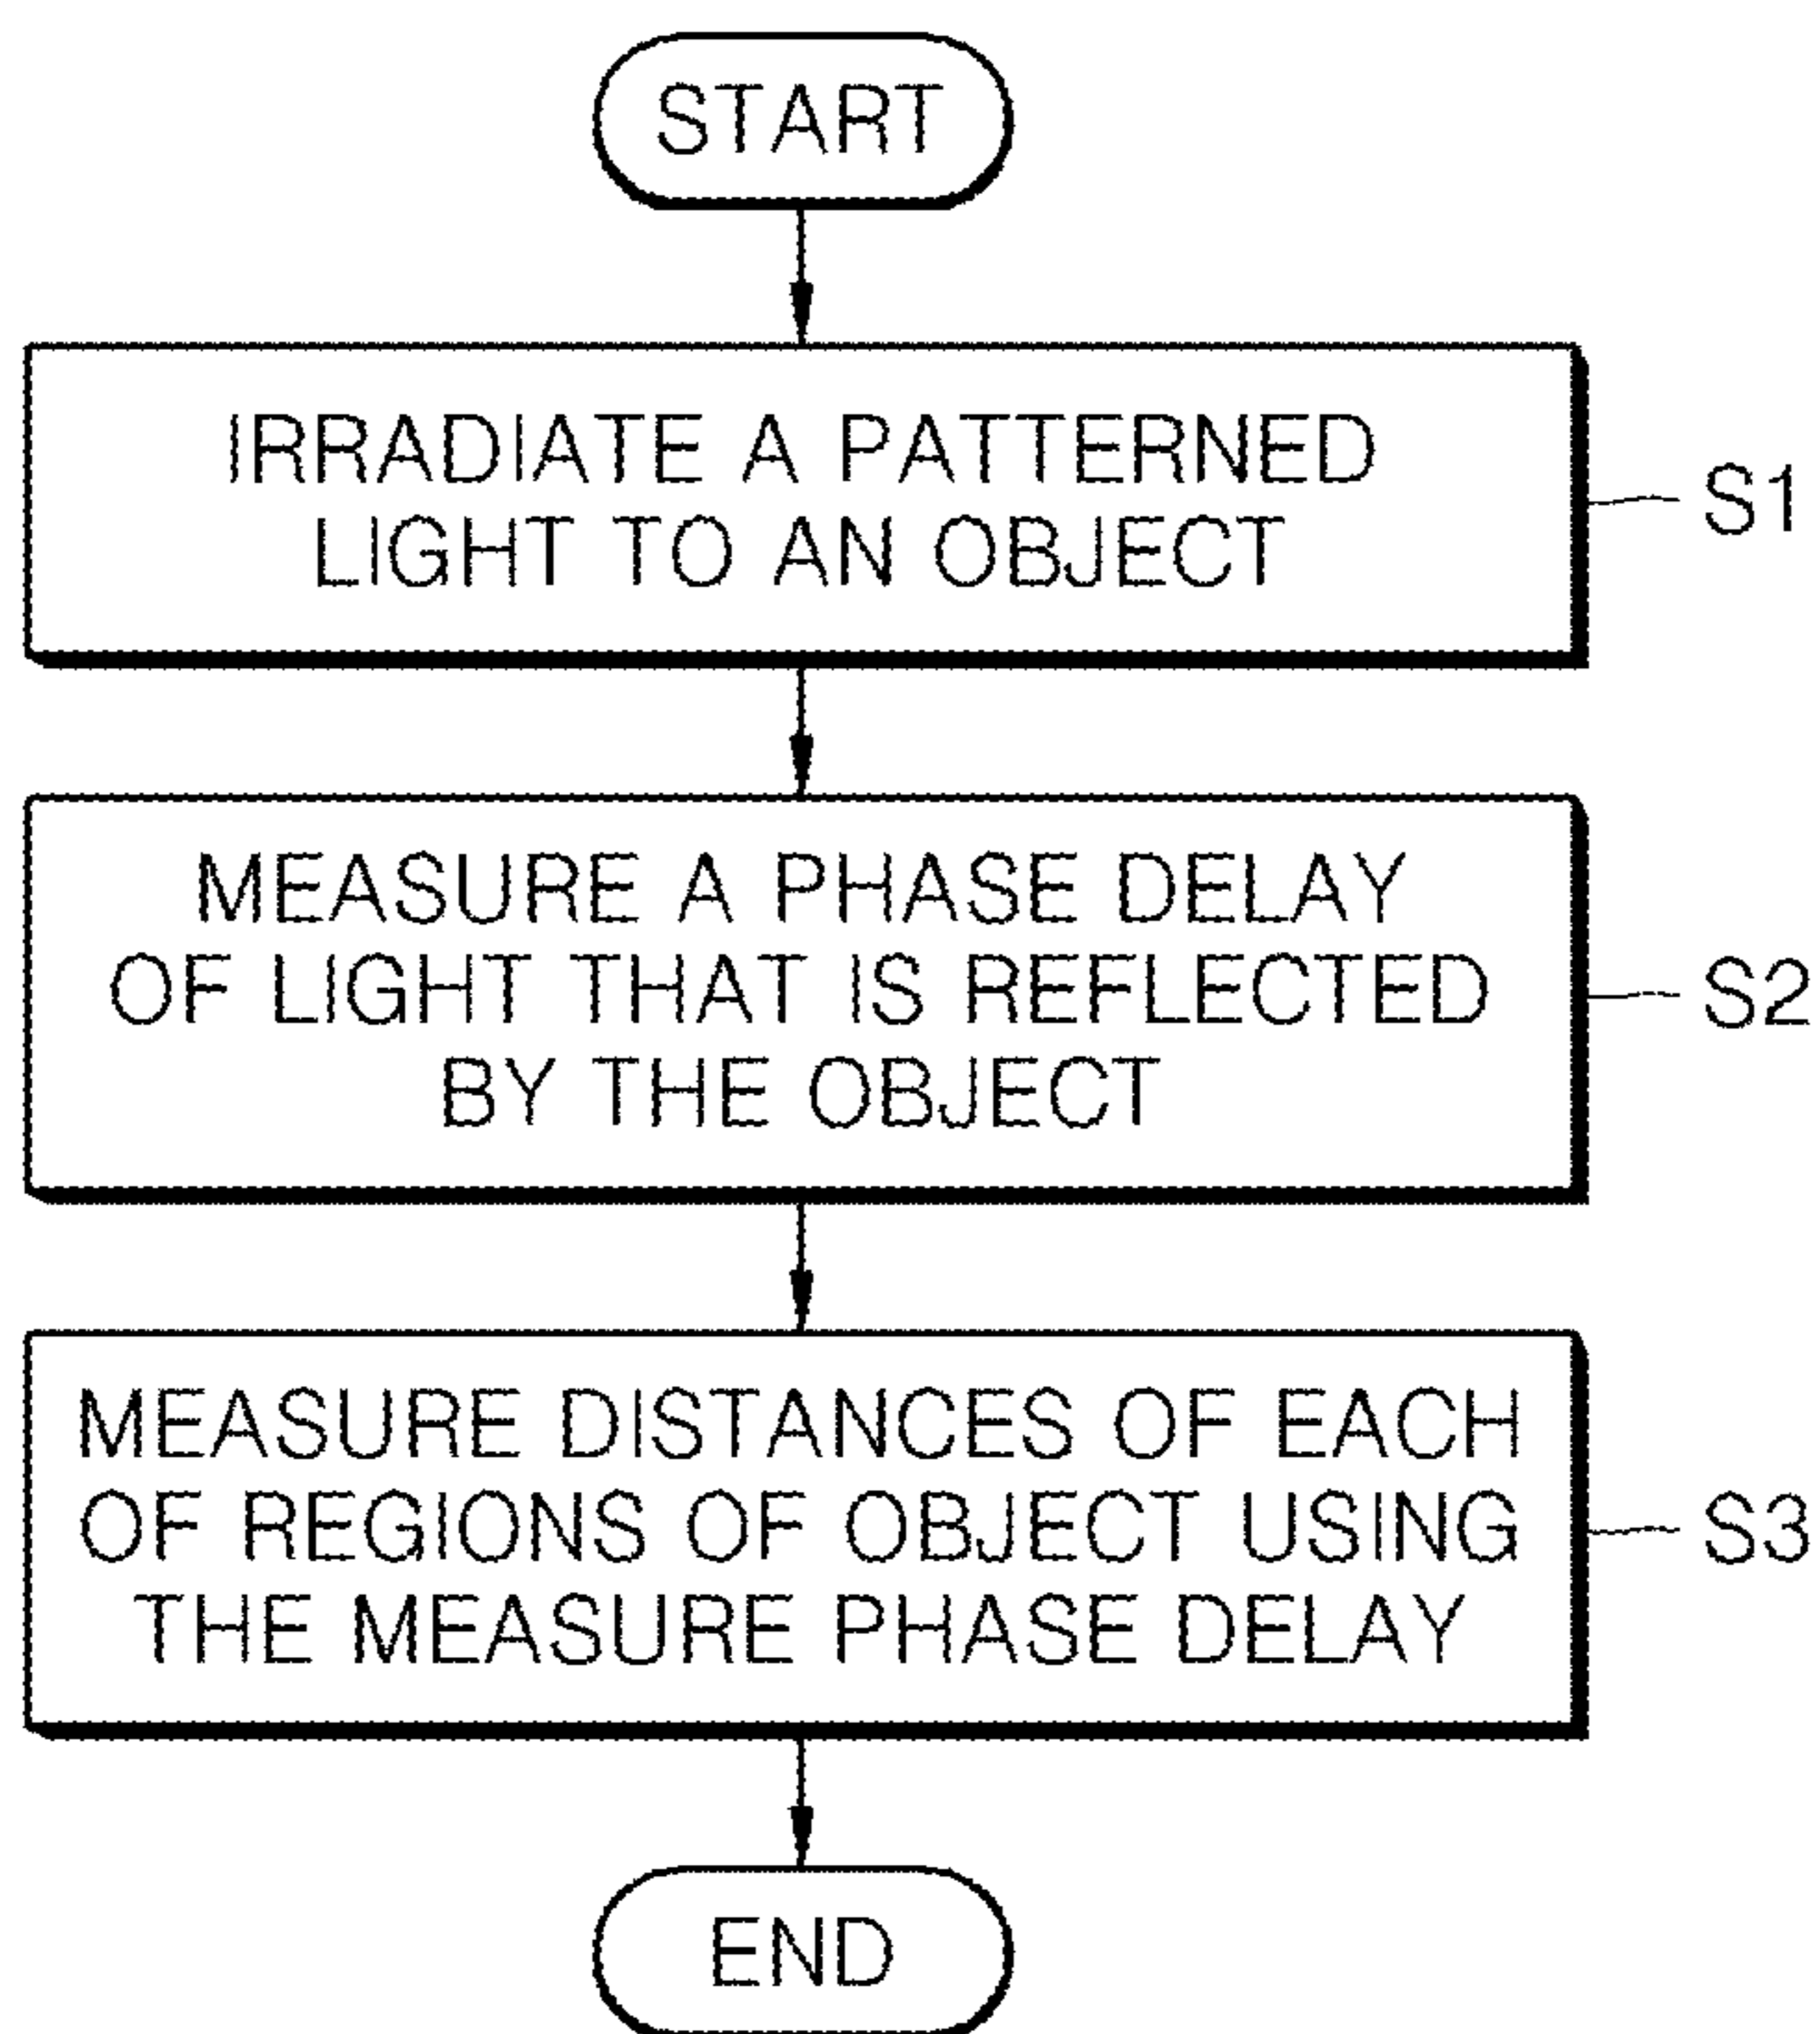 START
IRRADIATE A PATTERNED
LIGHT TO AN OBJECT
S1
MEASURE A PHASE DELAY
OF LIGHT THAT IS REFLECTED
BY THE OBJECT
S2
MEASURE DISTANCES OF EACH
OF REGIONS OF OBJECT USING
THE MEASURE PHASE DELAY
S3
END